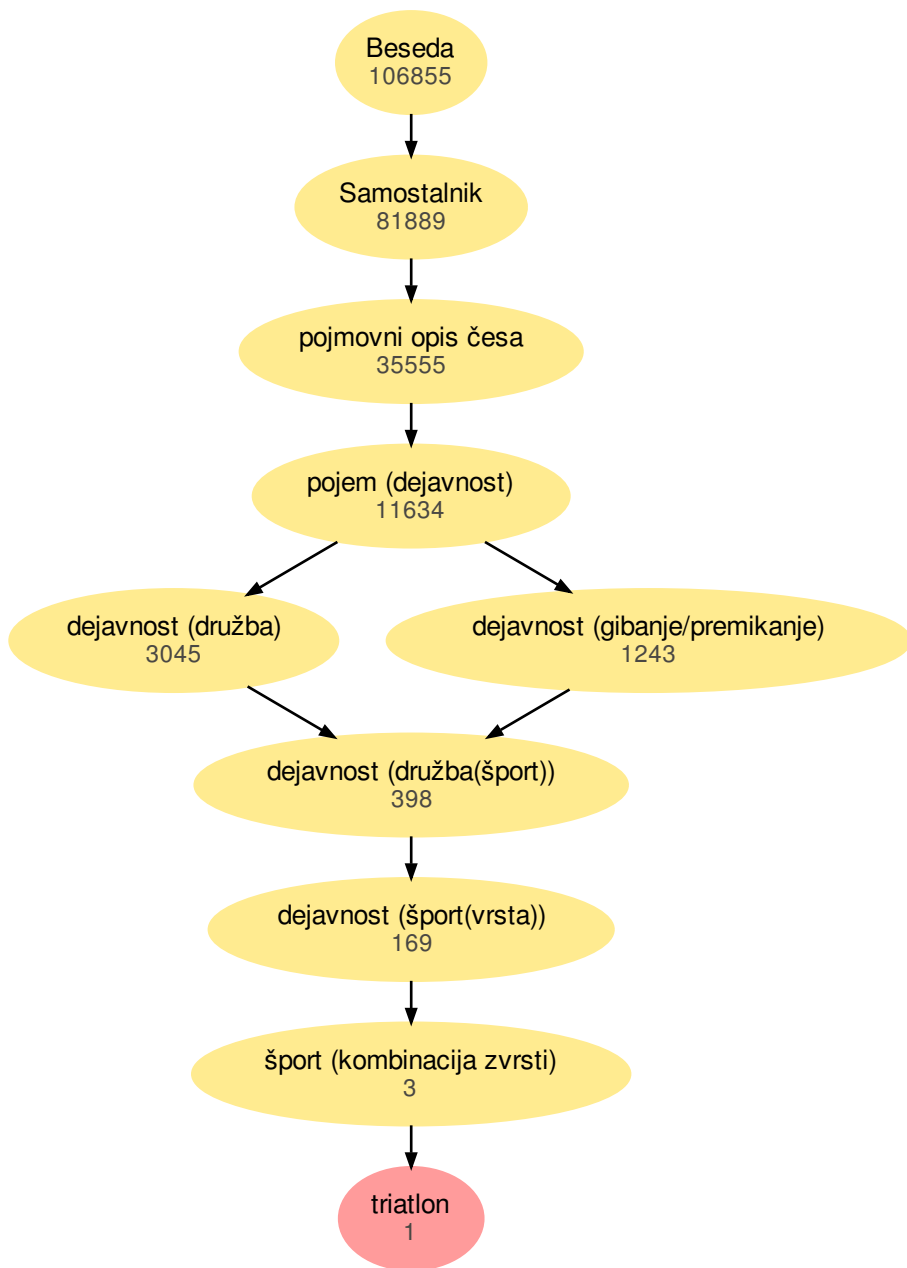 Beseda
106855
Samostalnik
81889
pojmovni opis česa
35555
pojem (dejavnost)
11634
dejavnost (družba)
3045
dejavnost (gibanje/premikanje)
1243
dejavnost (družba(šport))
398
dejavnost (šport(vrsta))
169
šport (kombinacija zvrsti)
3
triatlon
1